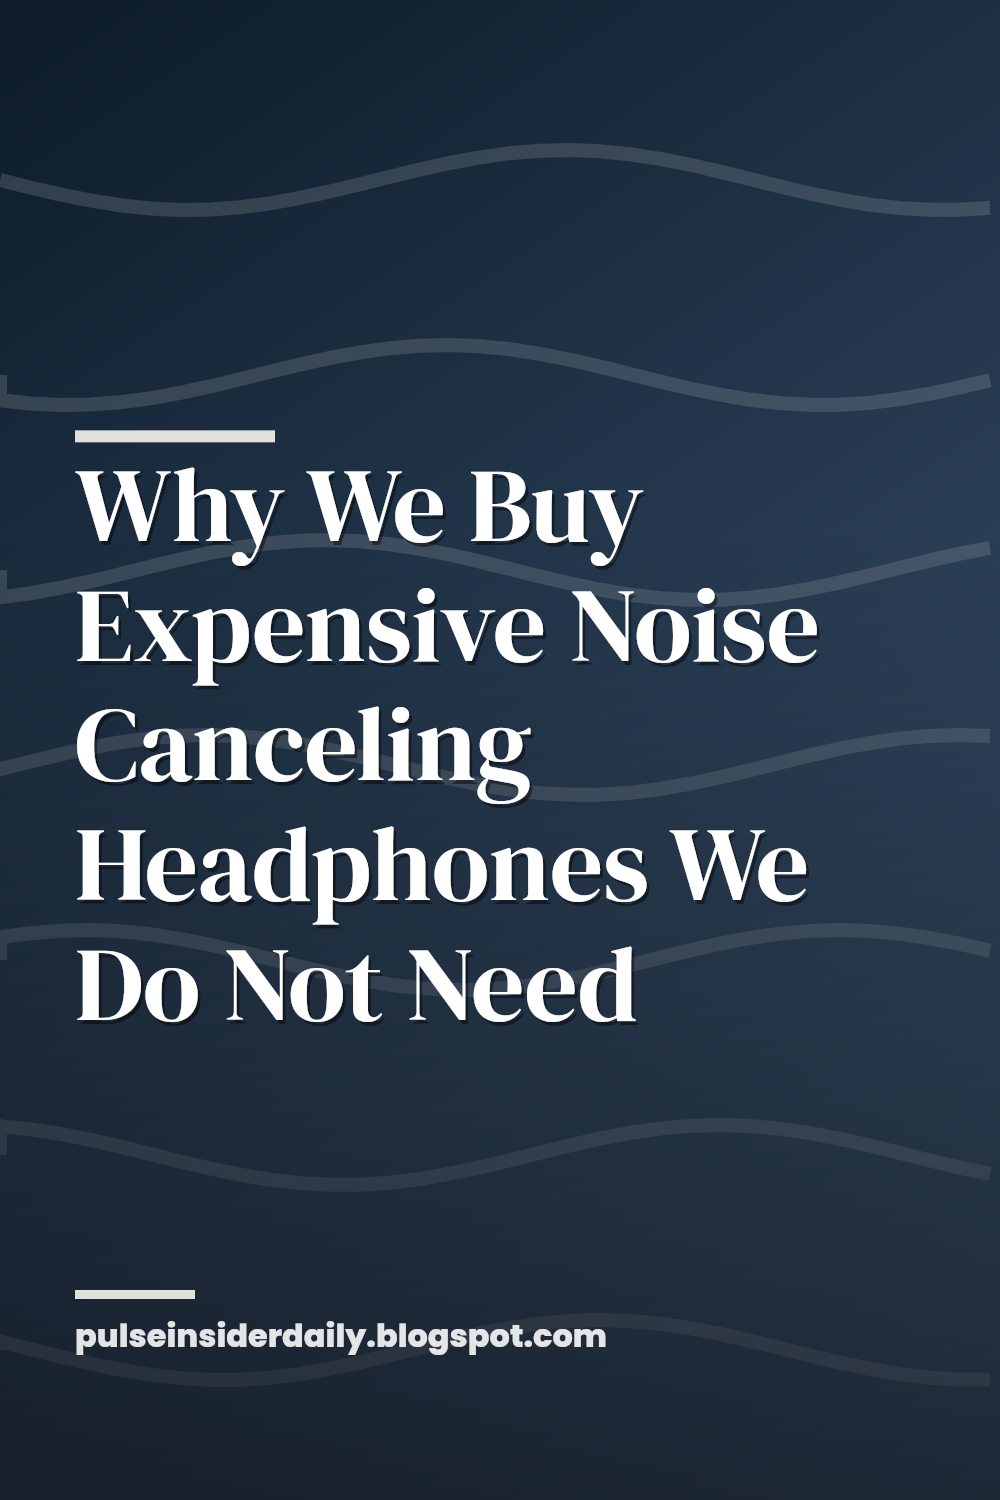 Why We Buy
Expensive Noise
Canceling
Headphones We
Do Not Need
pulseinsiderdaily.blogspot.com